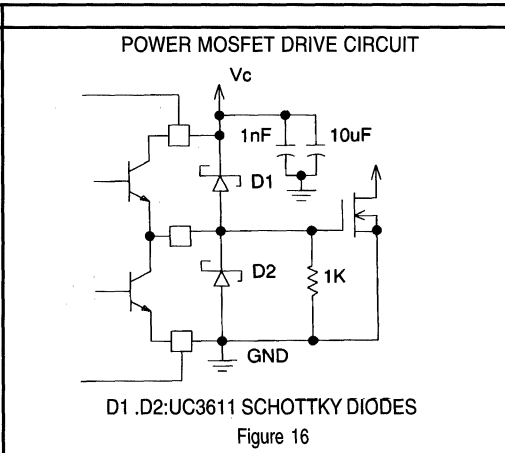 POWER MOSFET DRIVE CIRCUIT
Vc
1nF
10uF
D1
D2
1K
GND
D1 .D2:UC3611 SCHOTTKY DIODES
Figure 16